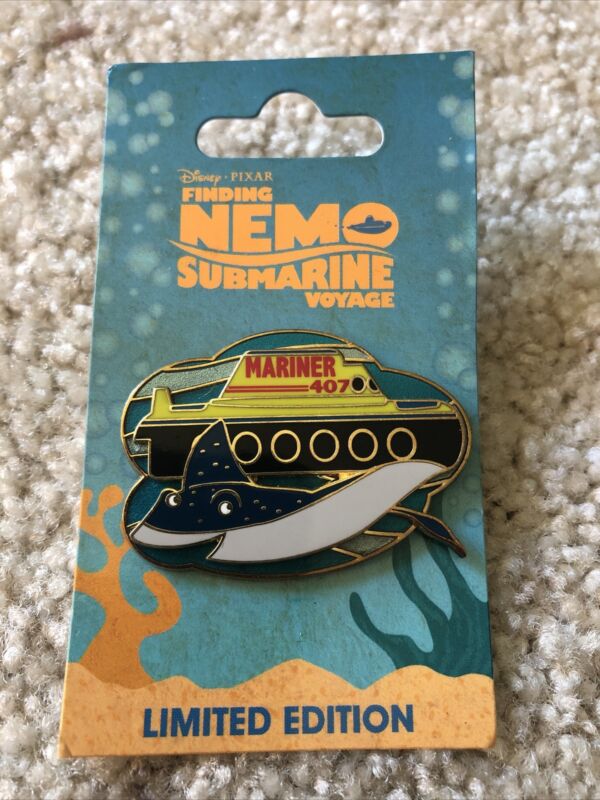 Disney · PIXAR
FINDING
NEMO
SUBMARINE
VOYAGE
MARINER
407
LIMITED EDITION